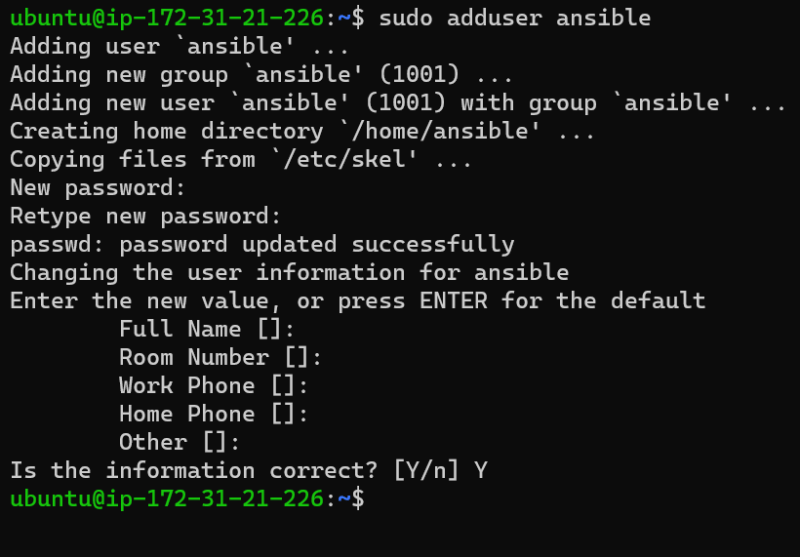 ubuntu@ip-172-31-21-226:~$ sudo adduser ansible
Adding user `ansible' ...
Adding new group `ansible' (1001) ...
Adding new user `ansible' (1001) with group `ansible' ...
Creating home directory `/home/ansible' ...
Copying files from `/etc/skel' ...
New password:
Retype new password:
passwd: password updated successfully
Changing the user information for ansible
Enter the new value, or press ENTER for the default
        Full Name []:
        Room Number []:
        Work Phone []:
        Home Phone []:
        Other []:
Is the information correct? [Y/n] Y
ubuntu@ip-172-31-21-226:~$